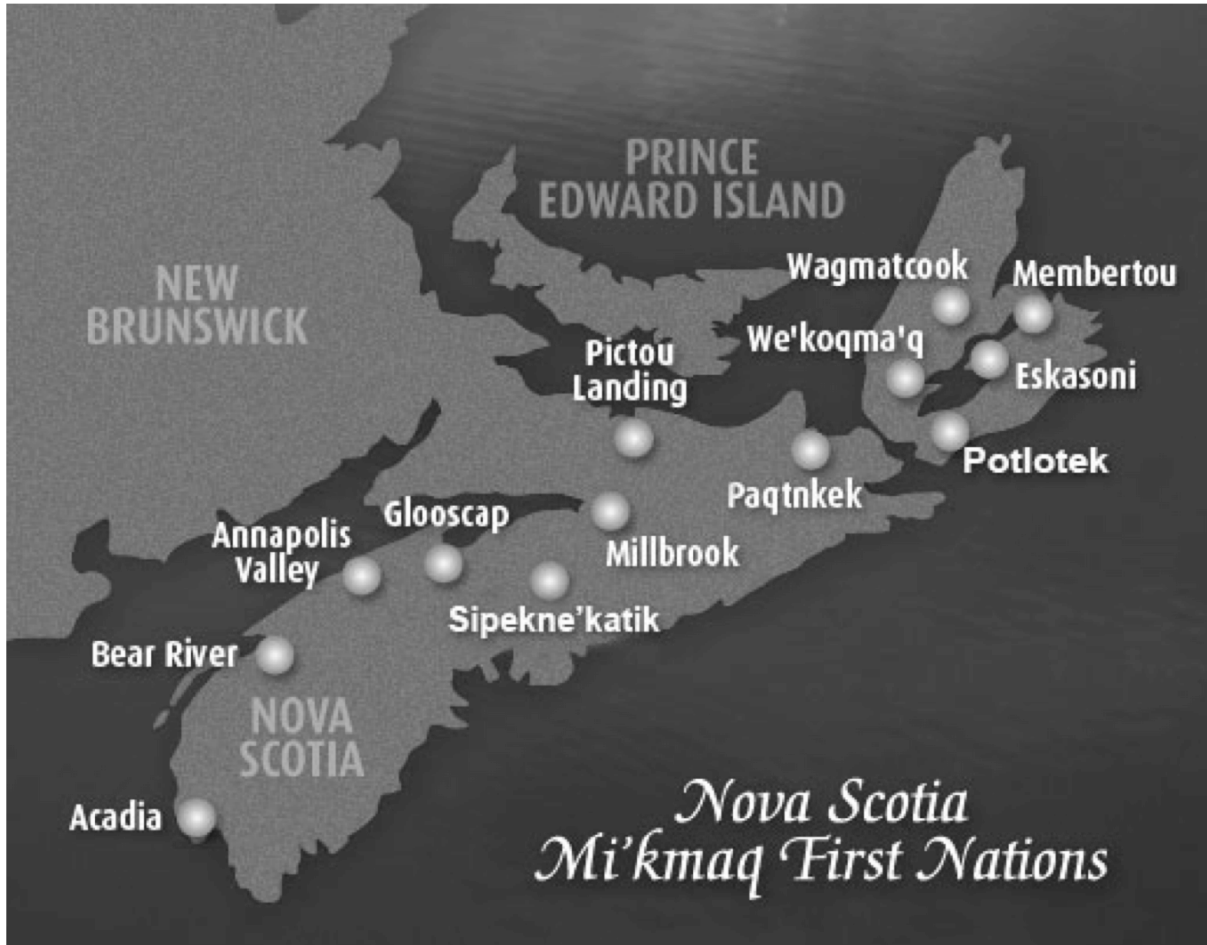 PRINCE
EDWARD ISLAND
NEW
BRUNSWICK
Wagmatcook
Membertou
We'koqma'q
Eskasoni
Pictou
Landing
Potlotek
Paqtnkek
Glooscap
Annapolis
Valley
Millbrook
Sipekne’katik
Bear River
NOVA
SCOTIA
Acadia
Nova Scotia
Mi’kmaq First Nations